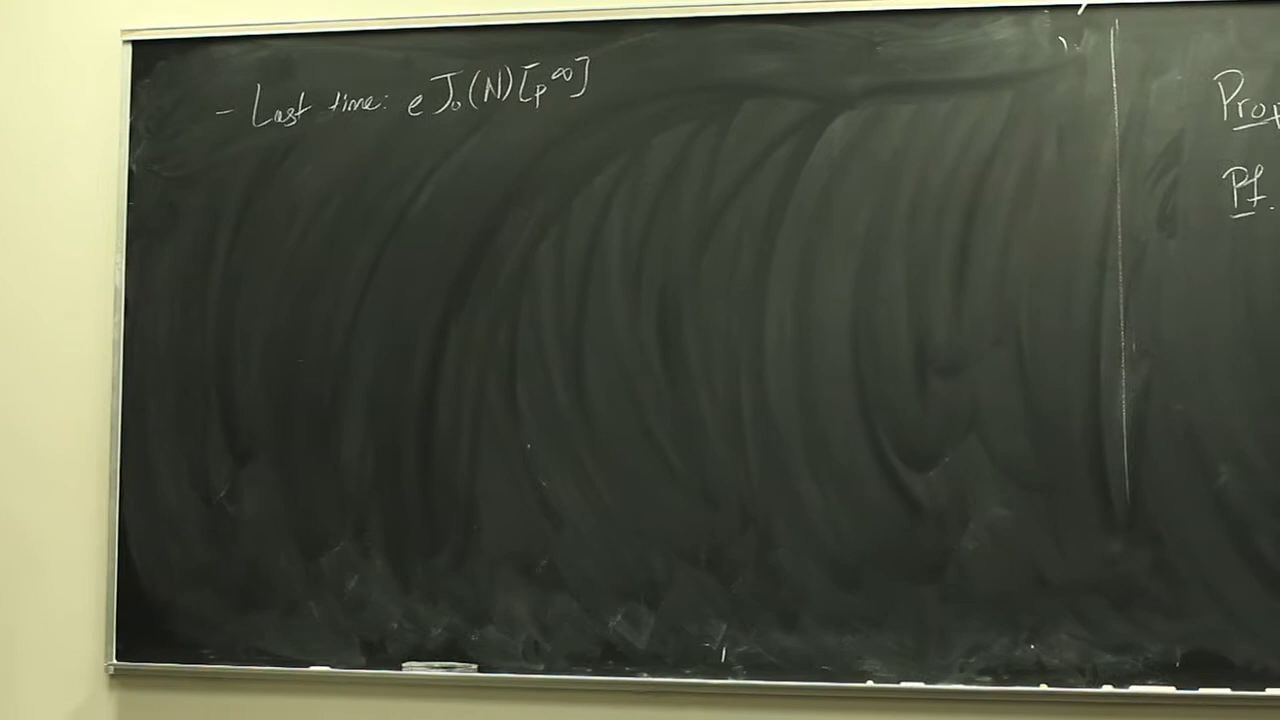 - Last time: e J₀(N)[p^∞]
Prop
Pf.